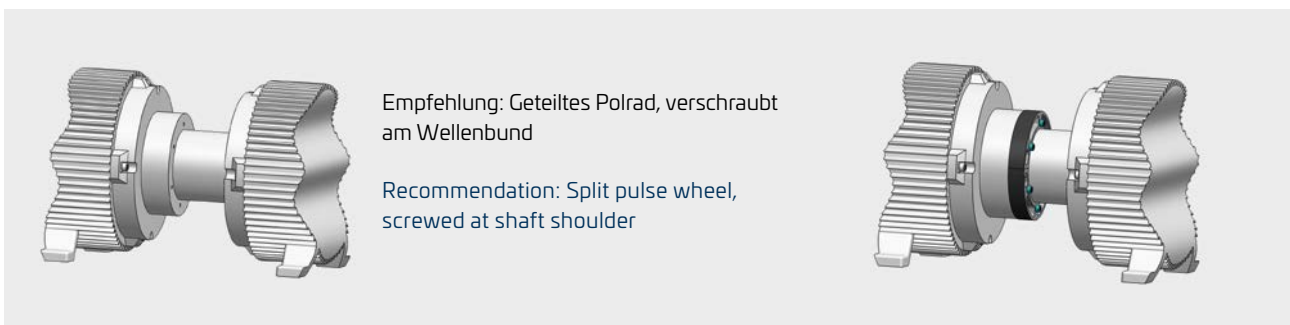 Empfehlung: Geteiltes Polrad, verschraubt
am Wellenbund
Recommendation: Split pulse wheel,
screwed at shaft shoulder